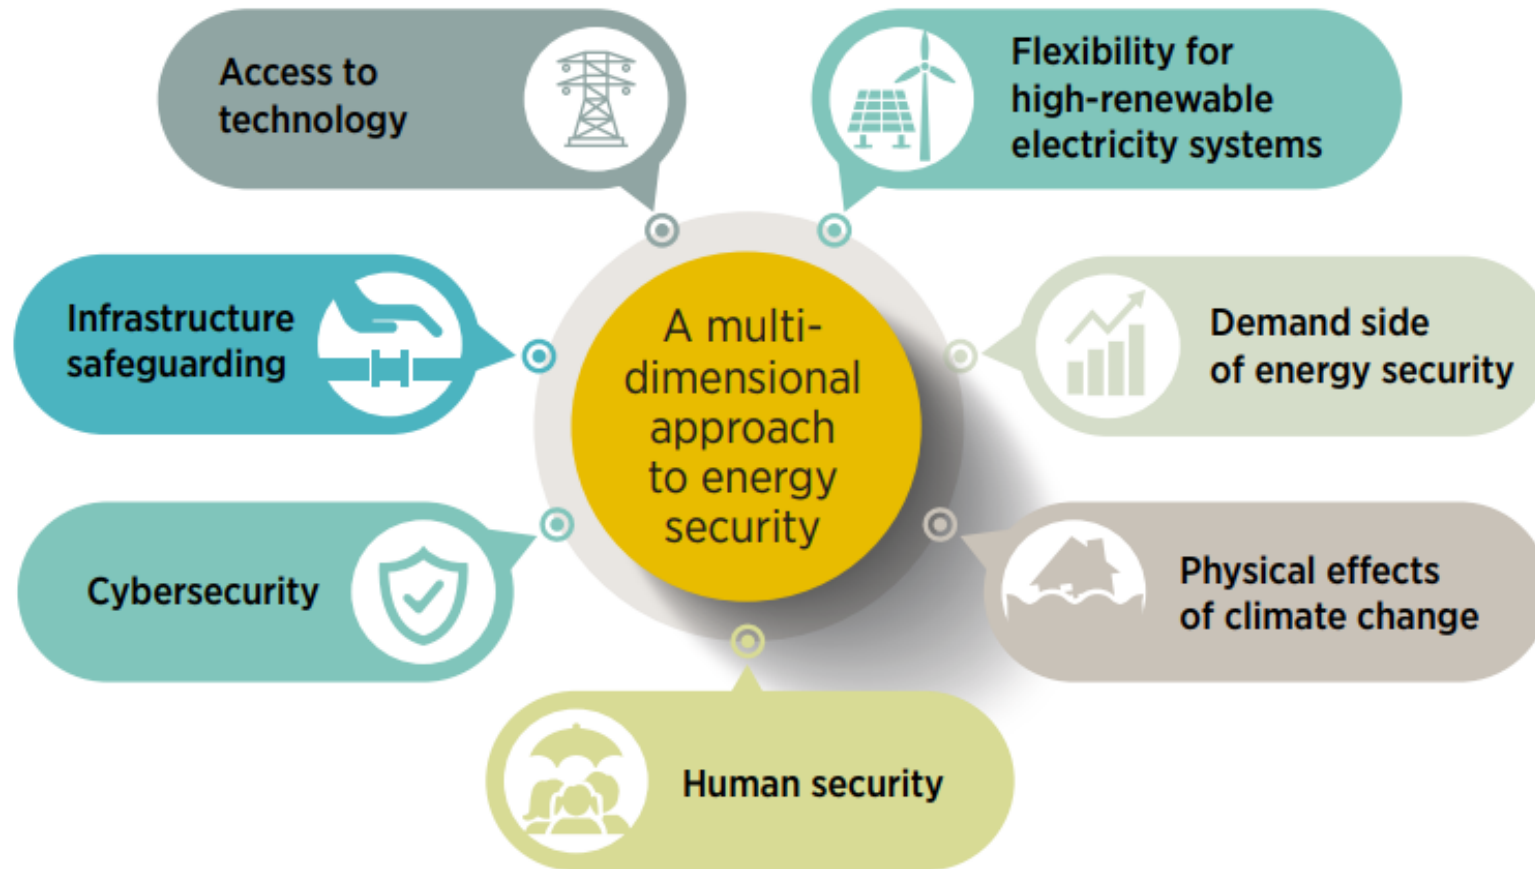 Access to
technology
Flexibility for
high-renewable
electricity systems
Infrastructure
safeguarding
A multi-
dimensional
approach
to energy
security
Demand side
of energy security
Cybersecurity
Physical effects
of climate change
Human security